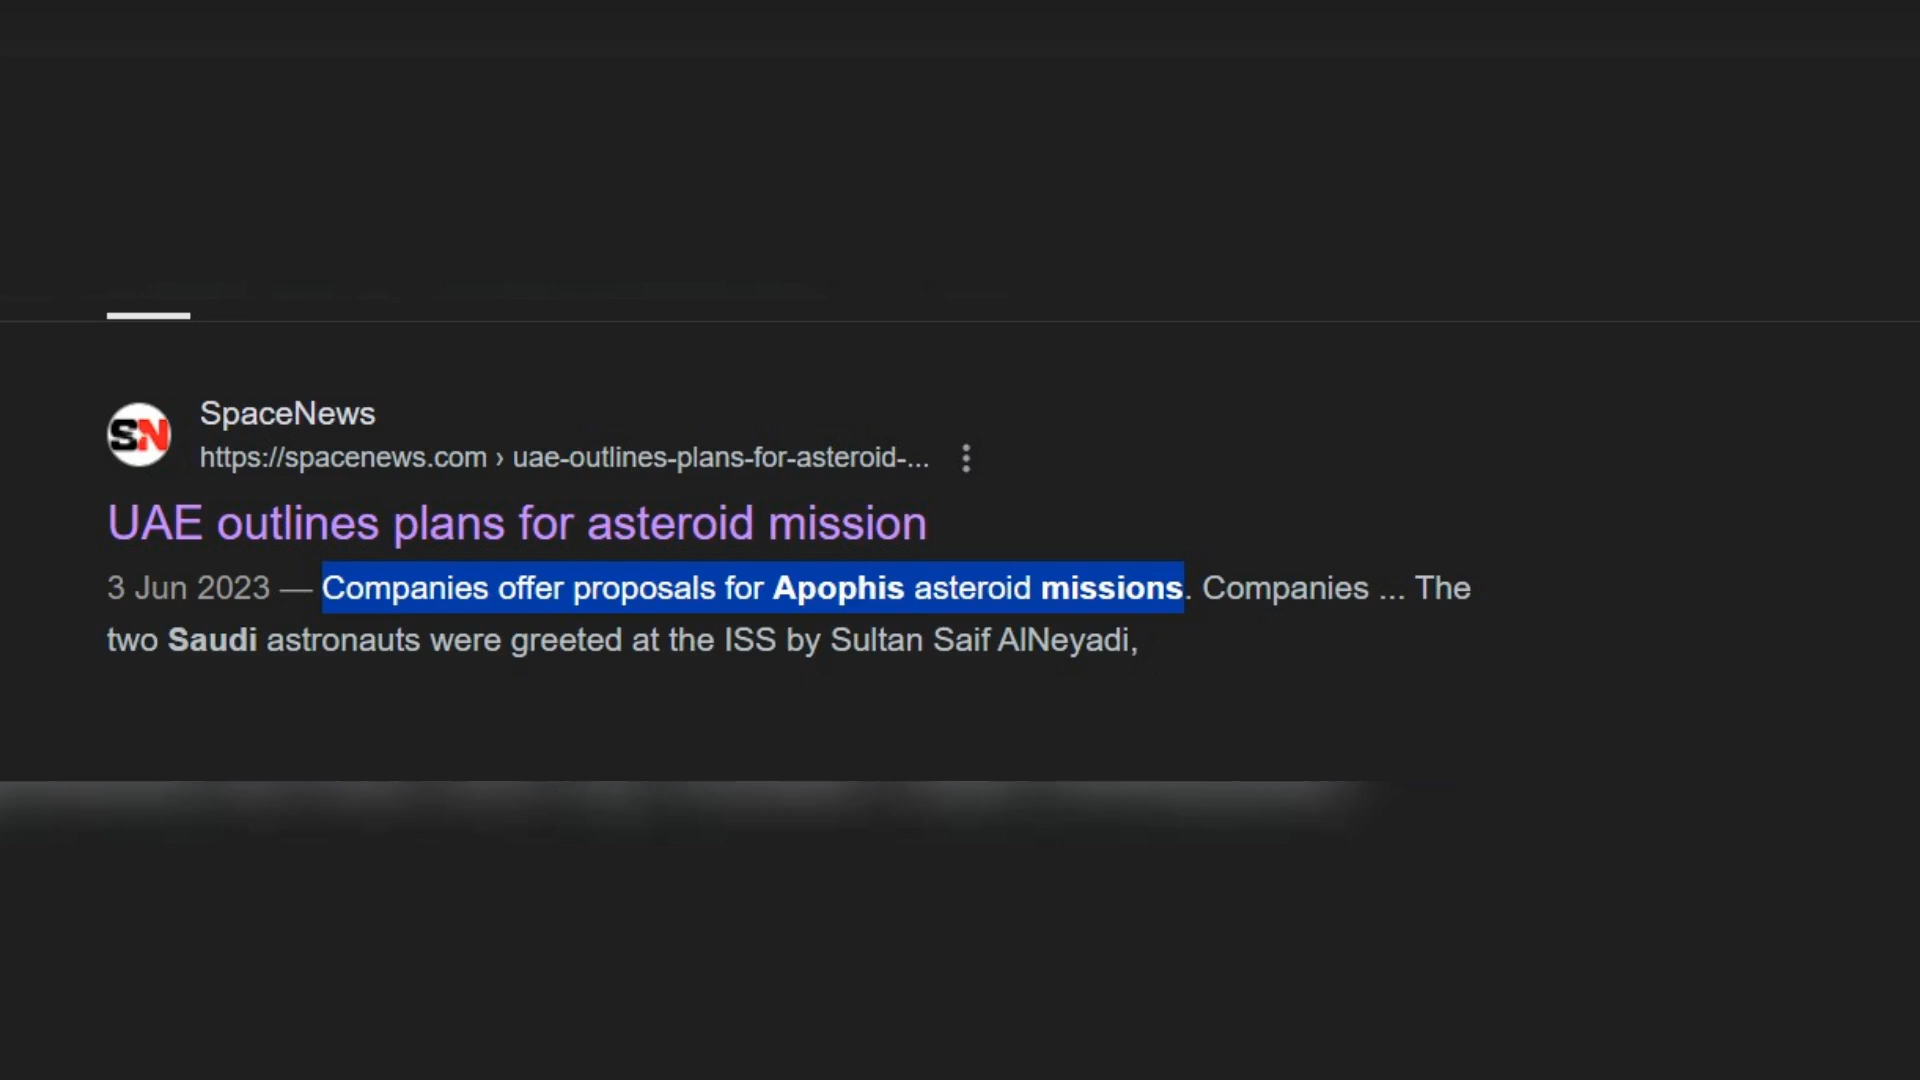 SN
SpaceNews
https://spacenews.com › uae-outlines-plans-for-asteroid-...
UAE outlines plans for asteroid mission
3 Jun 2023 — Companies offer proposals for Apophis asteroid missions. Companies ... The
two Saudi astronauts were greeted at the ISS by Sultan Saif AlNeyadi,